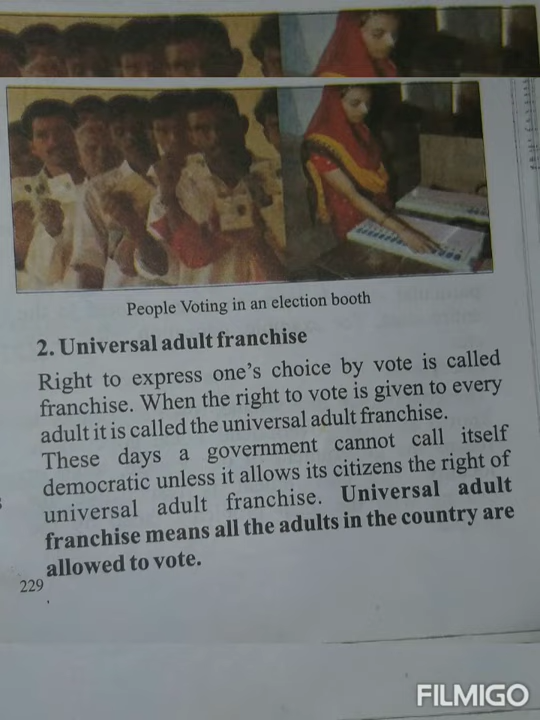 People Voting in an election booth
2. Universal adult franchise
Right to express one's choice by vote is called
franchise. When the right to vote is given to every
adult it is called the universal adult franchise.
These days a government cannot call itself
democratic unless it allows its citizens the right of
universal adult franchise. Universal adult
franchise means all the adults in the country are
allowed to vote.
229
FILMIGO